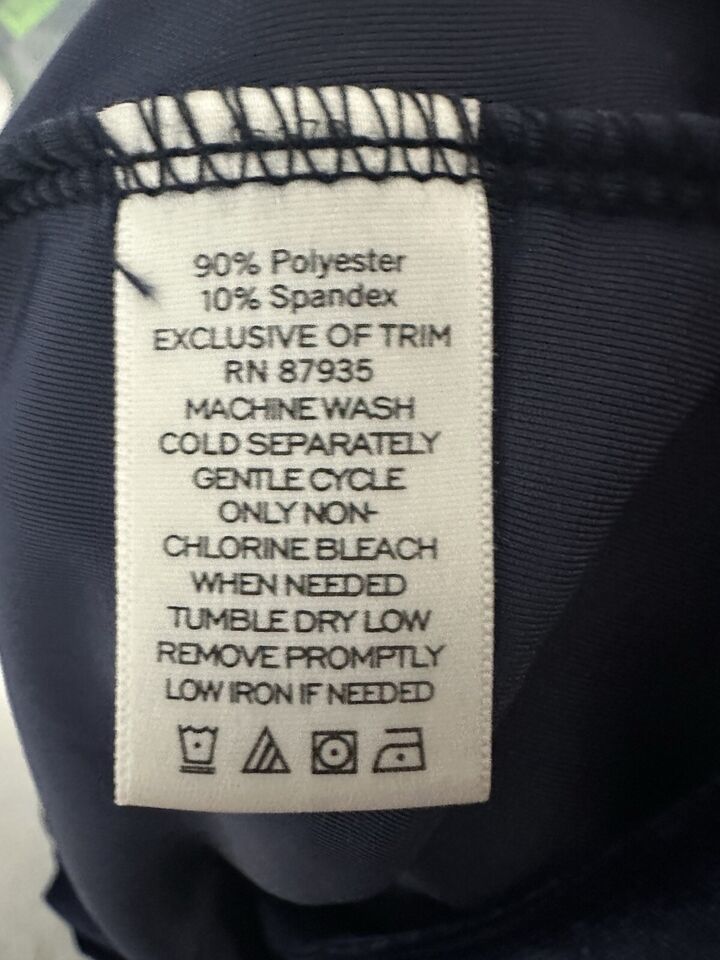 90% Polyester
10% Spandex
EXCLUSIVE OF TRIM
RN 87935
MACHINE WASH
COLD SEPARATELY
GENTLE CYCLE
ONLY NON-
CHLORINE BLEACH
WHEN NEEDED
TUMBLE DRY LOW
REMOVE PROMPTLY
LOW IRON IF NEEDED